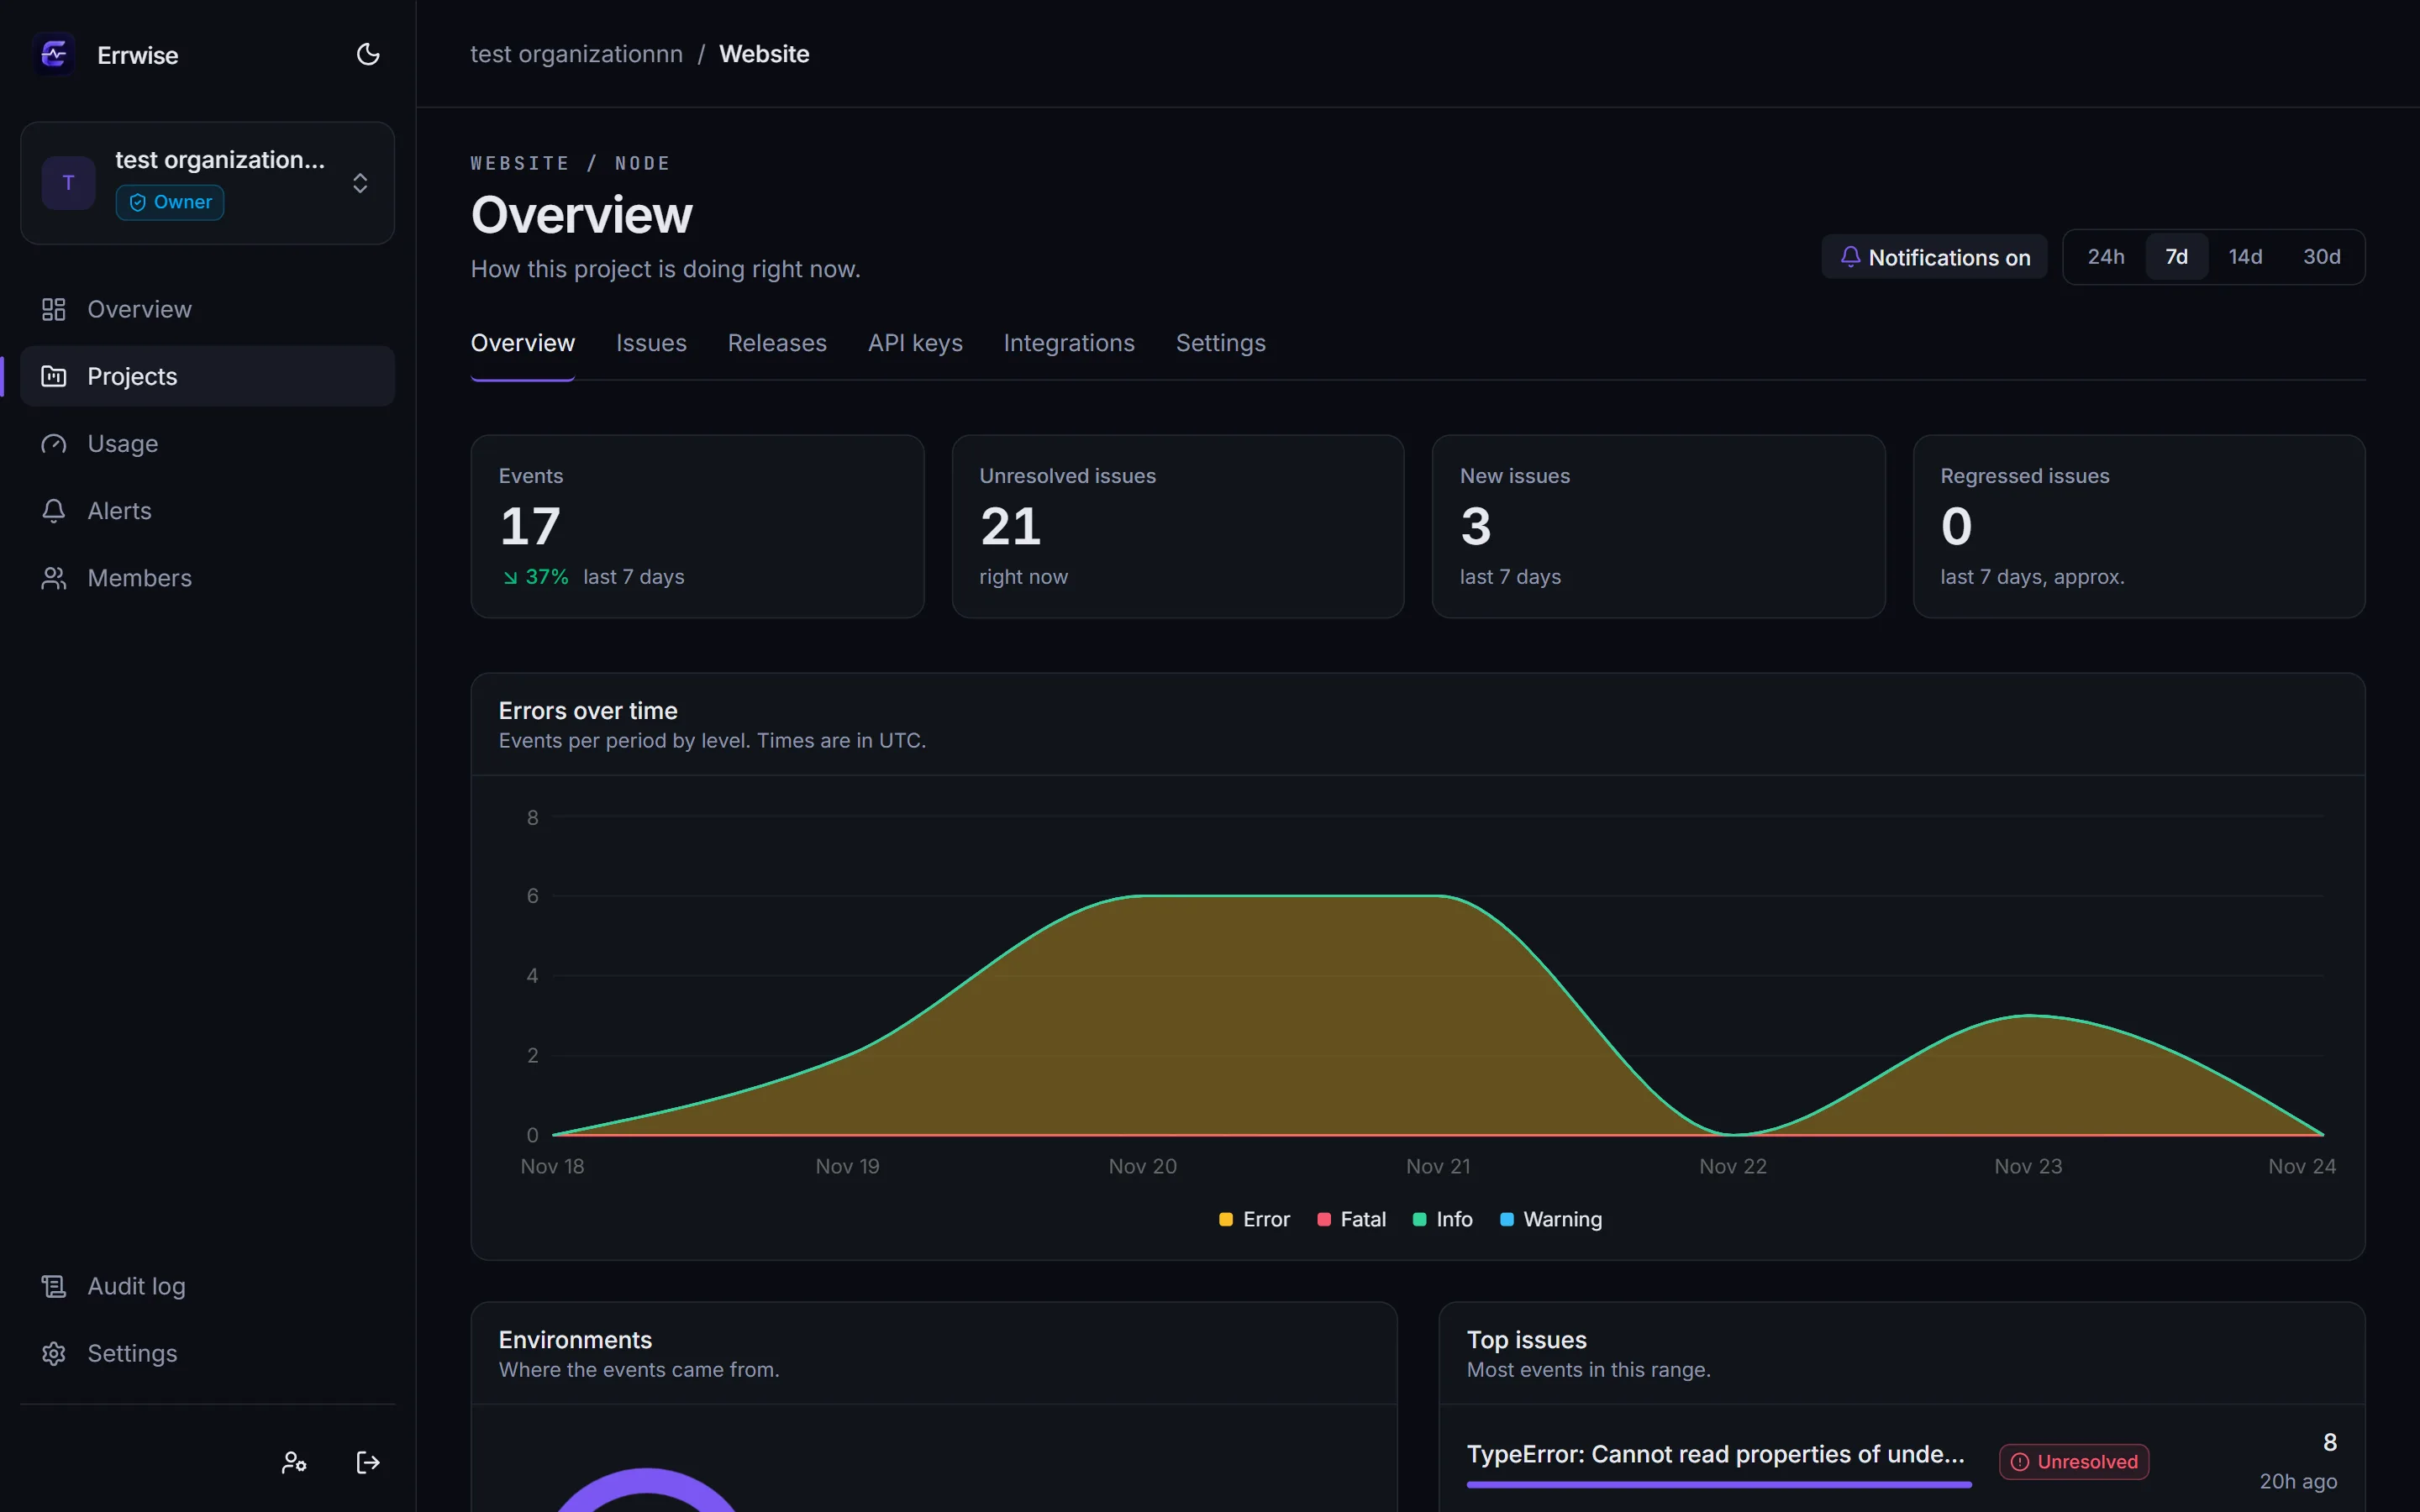 Errwise
test organizationnn / Website
T
test organization...
Owner
Overview
Projects
Usage
Alerts
Members
Audit log
Settings
WEBSITE / NODE
Overview
How this project is doing right now.
Notifications on
24h 7d 14d 30d
Overview Issues Releases API keys Integrations Settings
Events
17
37% last 7 days
Unresolved issues
21
right now
New issues
3
last 7 days
Regressed issues
0
last 7 days, approx.
Errors over time
Events per period by level. Times are in UTC.
8
6
4
2
0
Nov 18 Nov 19 Nov 20 Nov 21 Nov 22 Nov 23 Nov 24
Error Fatal Info Warning
Environments
Where the events came from.
Top issues
Most events in this range.
TypeError: Cannot read properties of unde...
Unresolved
8
20h ago